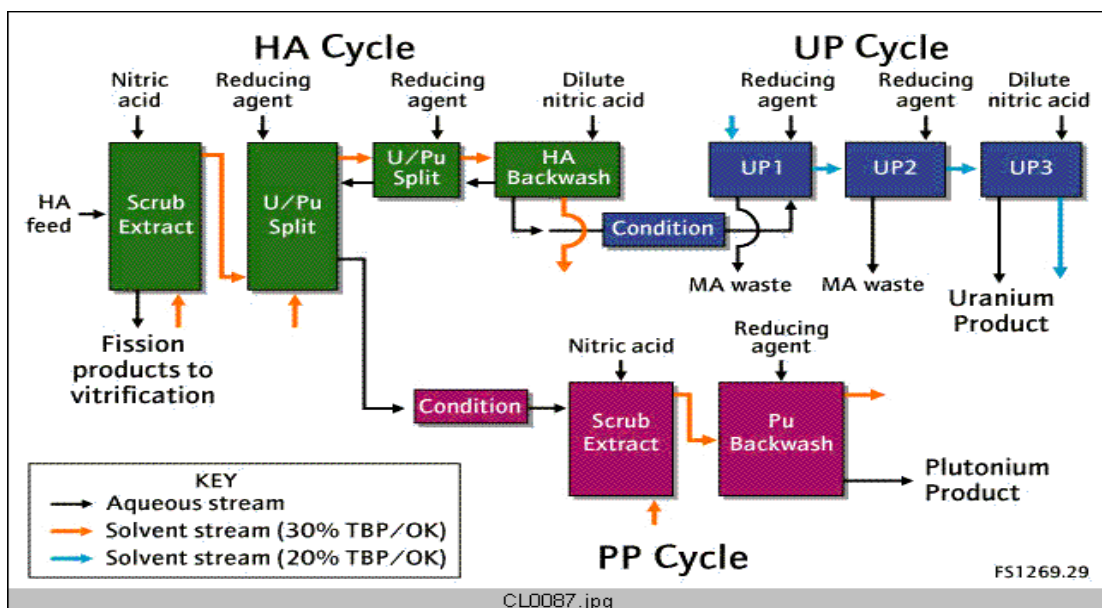 HA Cycle
UP Cycle
Nitric
acid
Reducing
agent
Reducing
agent
Dilute
nitric acid
Reducing
agent
Reducing
agent
Dilute
nitric acid
HA
feed
Scrub
Extract
U/Pu
Split
U/Pu
Split
HA
Backwash
UP1
UP2
UP3
Condition
MA waste
MA waste
Uranium
Product
Fission
products to
vitrification
Nitric acid
Reducing
agent
Condition
Scrub
Extract
Pu
Backwash
Plutonium
Product
KEY
Aqueous stream
Solvent stream (30% TBP/OK)
Solvent stream (20% TBP/OK)
PP Cycle
FS1269.29
CL0087.jpg